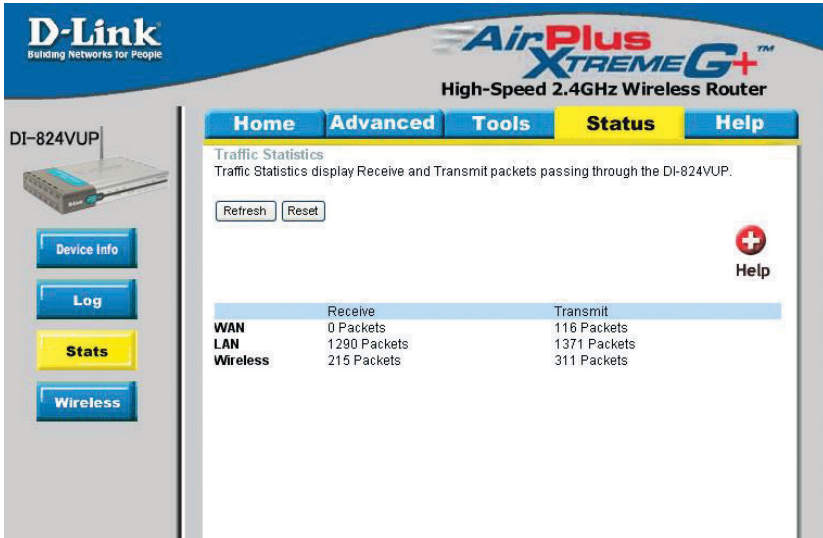 D-Link
Building Networks for People
AirPlus
XTREME G+™
High-Speed 2.4GHz Wireless Router
DI-824VUP
Home
Advanced
Tools
Status
Help
Traffic Statistics
Traffic Statistics display Receive and Transmit packets passing through the DI-824VUP.
Refresh
Reset
Device Info
Help
Log
Receive Transmit
WAN 0 Packets 116 Packets
LAN 1290 Packets 1371 Packets
Wireless 215 Packets 311 Packets
Stats
Wireless